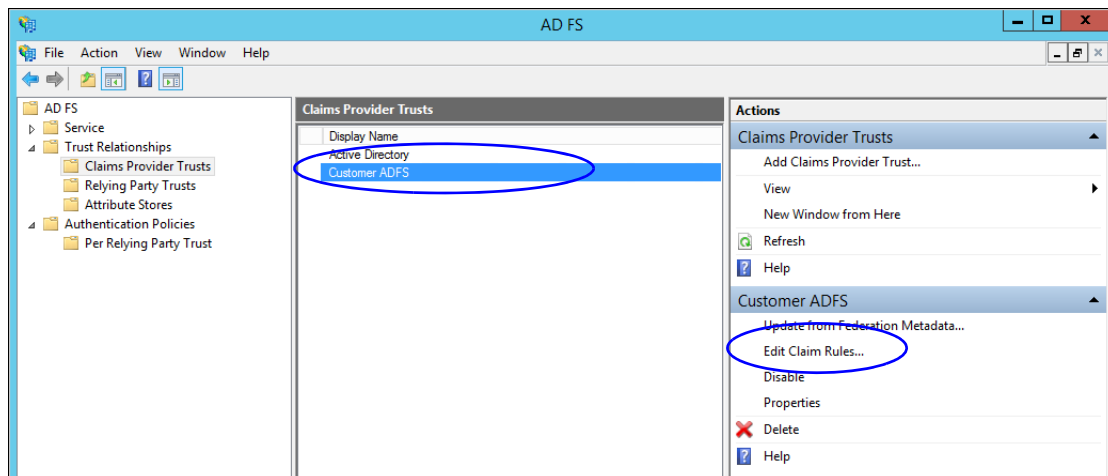 AD FS
File Action View Window Help
AD FS
Service
Trust Relationships
Claims Provider Trusts
Relying Party Trusts
Attribute Stores
Authentication Policies
Per Relying Party Trust
Claims Provider Trusts
Display Name
Active Directory
Customer ADFS
Actions
Claims Provider Trusts
Add Claims Provider Trust...
View
New Window from Here
Refresh
Help
Customer ADFS
Update from Federation Metadata...
Edit Claim Rules...
Disable
Properties
Delete
Help